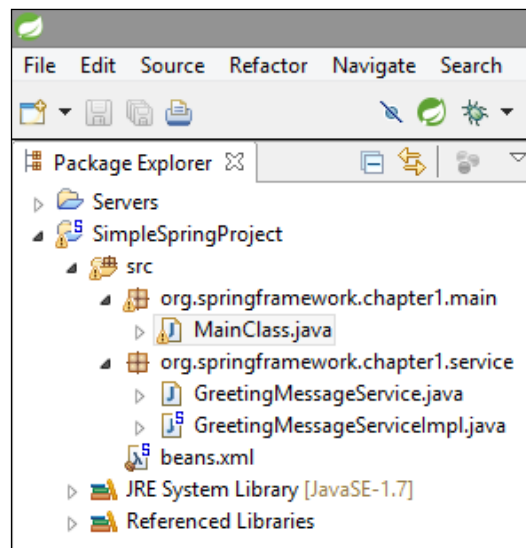 File Edit Source Refactor Navigate Search
Package Explorer
Servers
SimpleSpringProject
src
org.springframework.chapter1.main
MainClass.java
org.springframework.chapter1.service
GreetingMessageService.java
GreetingMessageServiceImpl.java
beans.xml
JRE System Library [JavaSE-1.7]
Referenced Libraries